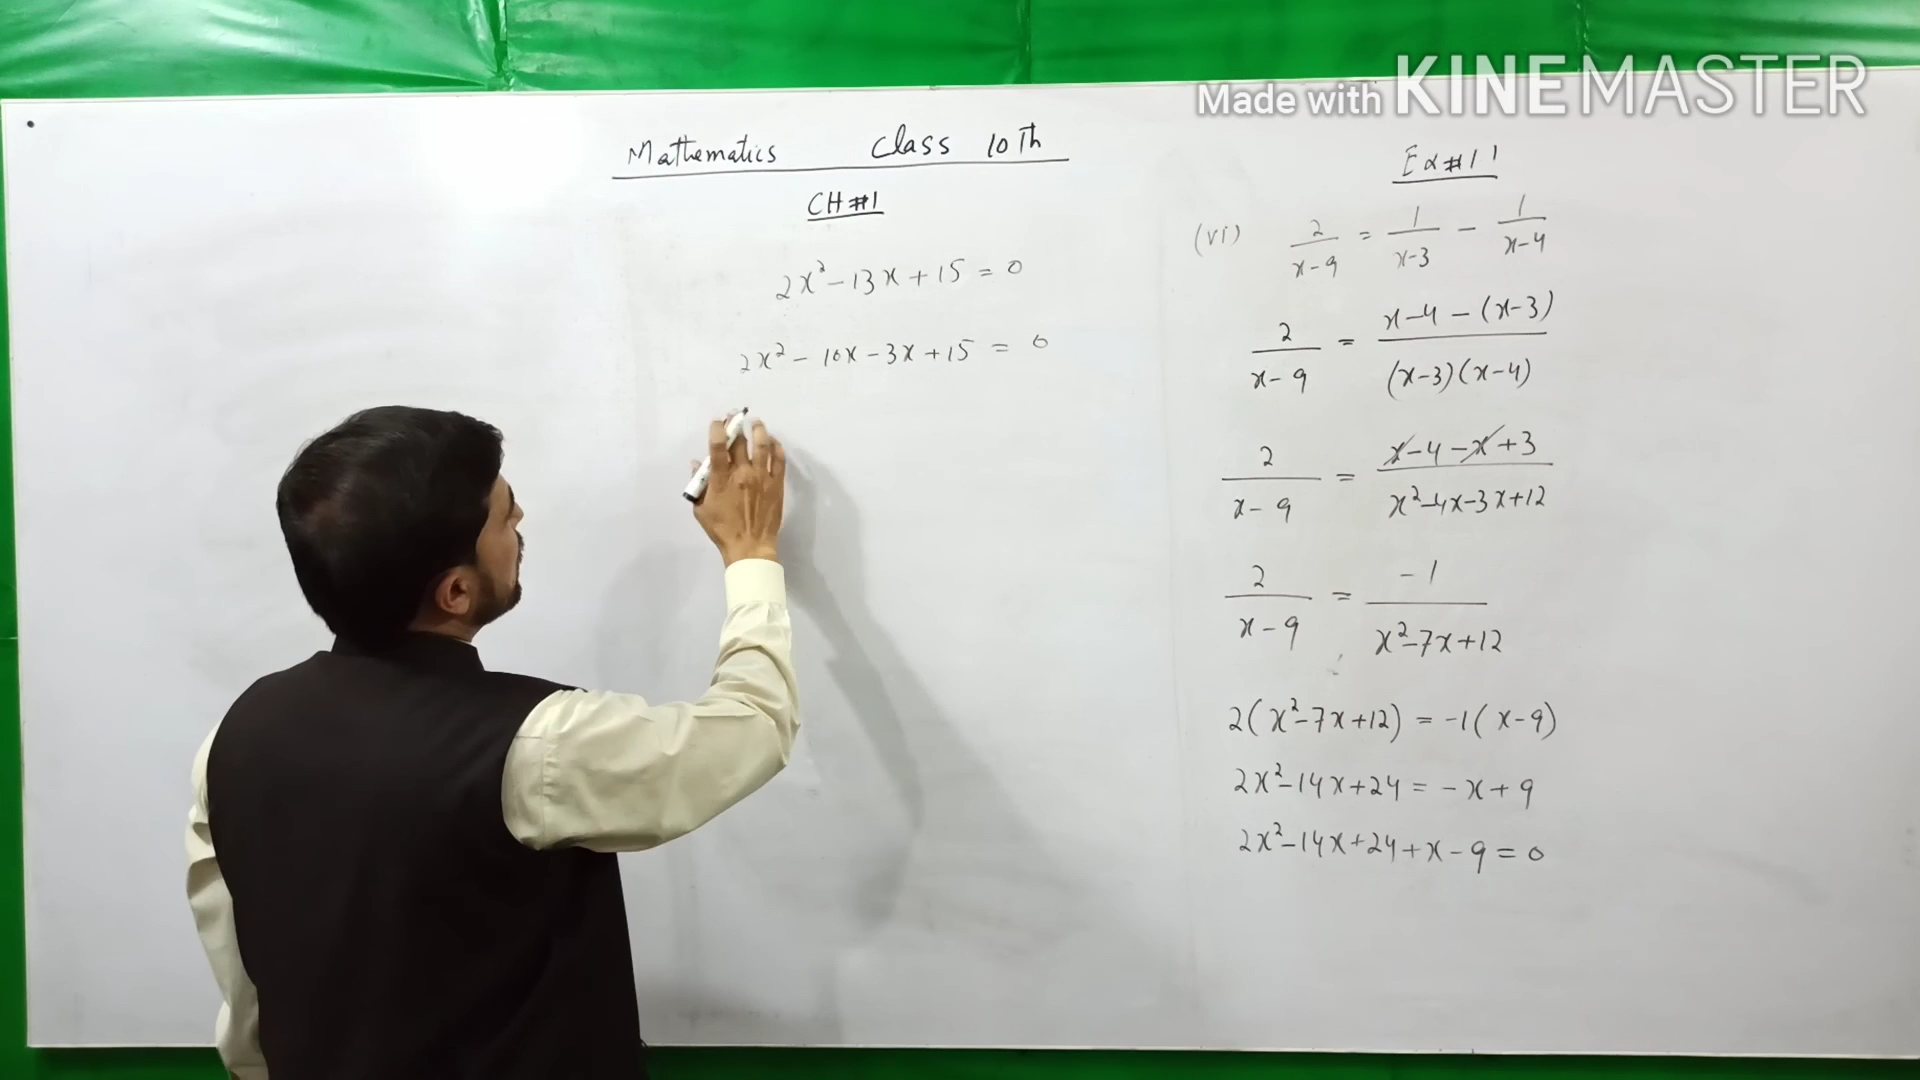 Made with KINEMASTER
Mathematics Class 10Th
CH#1
2x² - 13x + 15 = 0
2x² - 10x - 3x + 15 = 0
Ex#1.1
(vi) 2/(x-9) = 1/(x-3) - 1/(x-4)
2/(x-9) = (x-4-(x-3))/((x-3)(x-4))
2/(x-9) = (x-4-x+3)/(x²-4x-3x+12)
2/(x-9) = -1/(x²-7x+12)
2(x²-7x+12) = -1(x-9)
2x²-14x+24 = -x+9
2x²-14x+24+x-9=0